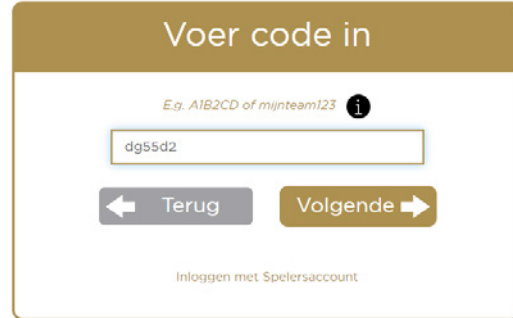 Voer code in
E.g. A1B2CD of mijnteam123
dg55d2
Terug
Volgende
Inloggen met Spelersaccount